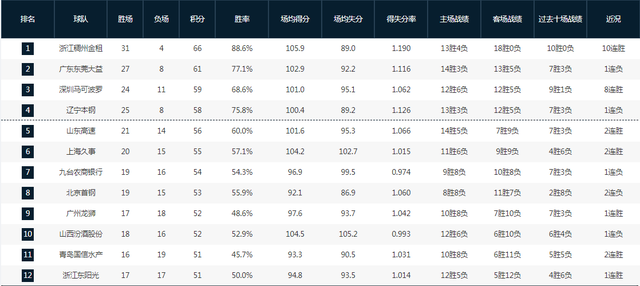 排名 球队 胜场 负场 积分 胜率 场均得分 场均失分 得失分率 主场战绩 客场战绩 过去十场战绩 近况
1 浙江稠州金租 31 4 66 88.6% 105.9 89.0 1.190 13胜4负 18胜0负 10胜0负 10连胜
2 广东东莞大益 27 8 61 77.1% 102.9 92.2 1.116 14胜3负 13胜5负 7胜3负 1连负
3 深圳马可波罗 24 11 59 68.6% 101.0 95.1 1.062 12胜6负 12胜5负 9胜1负 8连胜
4 辽宁本钢 25 8 58 75.8% 100.4 89.2 1.126 13胜3负 12胜5负 7胜3负 1连负
5 山东高速 21 14 56 60.0% 101.6 95.3 1.066 14胜5负 7胜9负 7胜3负 2连胜
6 上海久事 20 15 55 57.1% 104.2 102.7 1.015 11胜6负 9胜9负 4胜6负 2连胜
7 九台农商银行 19 16 54 54.3% 96.9 99.5 0.974 9胜8负 10胜8负 7胜3负 1连负
8 北京首钢 19 15 53 55.9% 92.1 86.9 1.060 8胜8负 11胜7负 2胜8负 2连负
9 广州龙狮 17 18 52 48.6% 97.6 93.7 1.042 10胜8负 7胜10负 7胜3负 1连胜
10 山西汾酒股份 18 16 52 52.9% 104.5 105.2 0.993 12胜6负 6胜10负 6胜4负 1连负
11 青岛国信水产 16 19 51 45.7% 93.3 90.5 1.031 10胜8负 6胜11负 5胜5负 2连胜
12 浙江东阳光 17 17 51 50.0% 94.8 93.5 1.014 12胜5负 5胜12负 4胜6负 1连胜